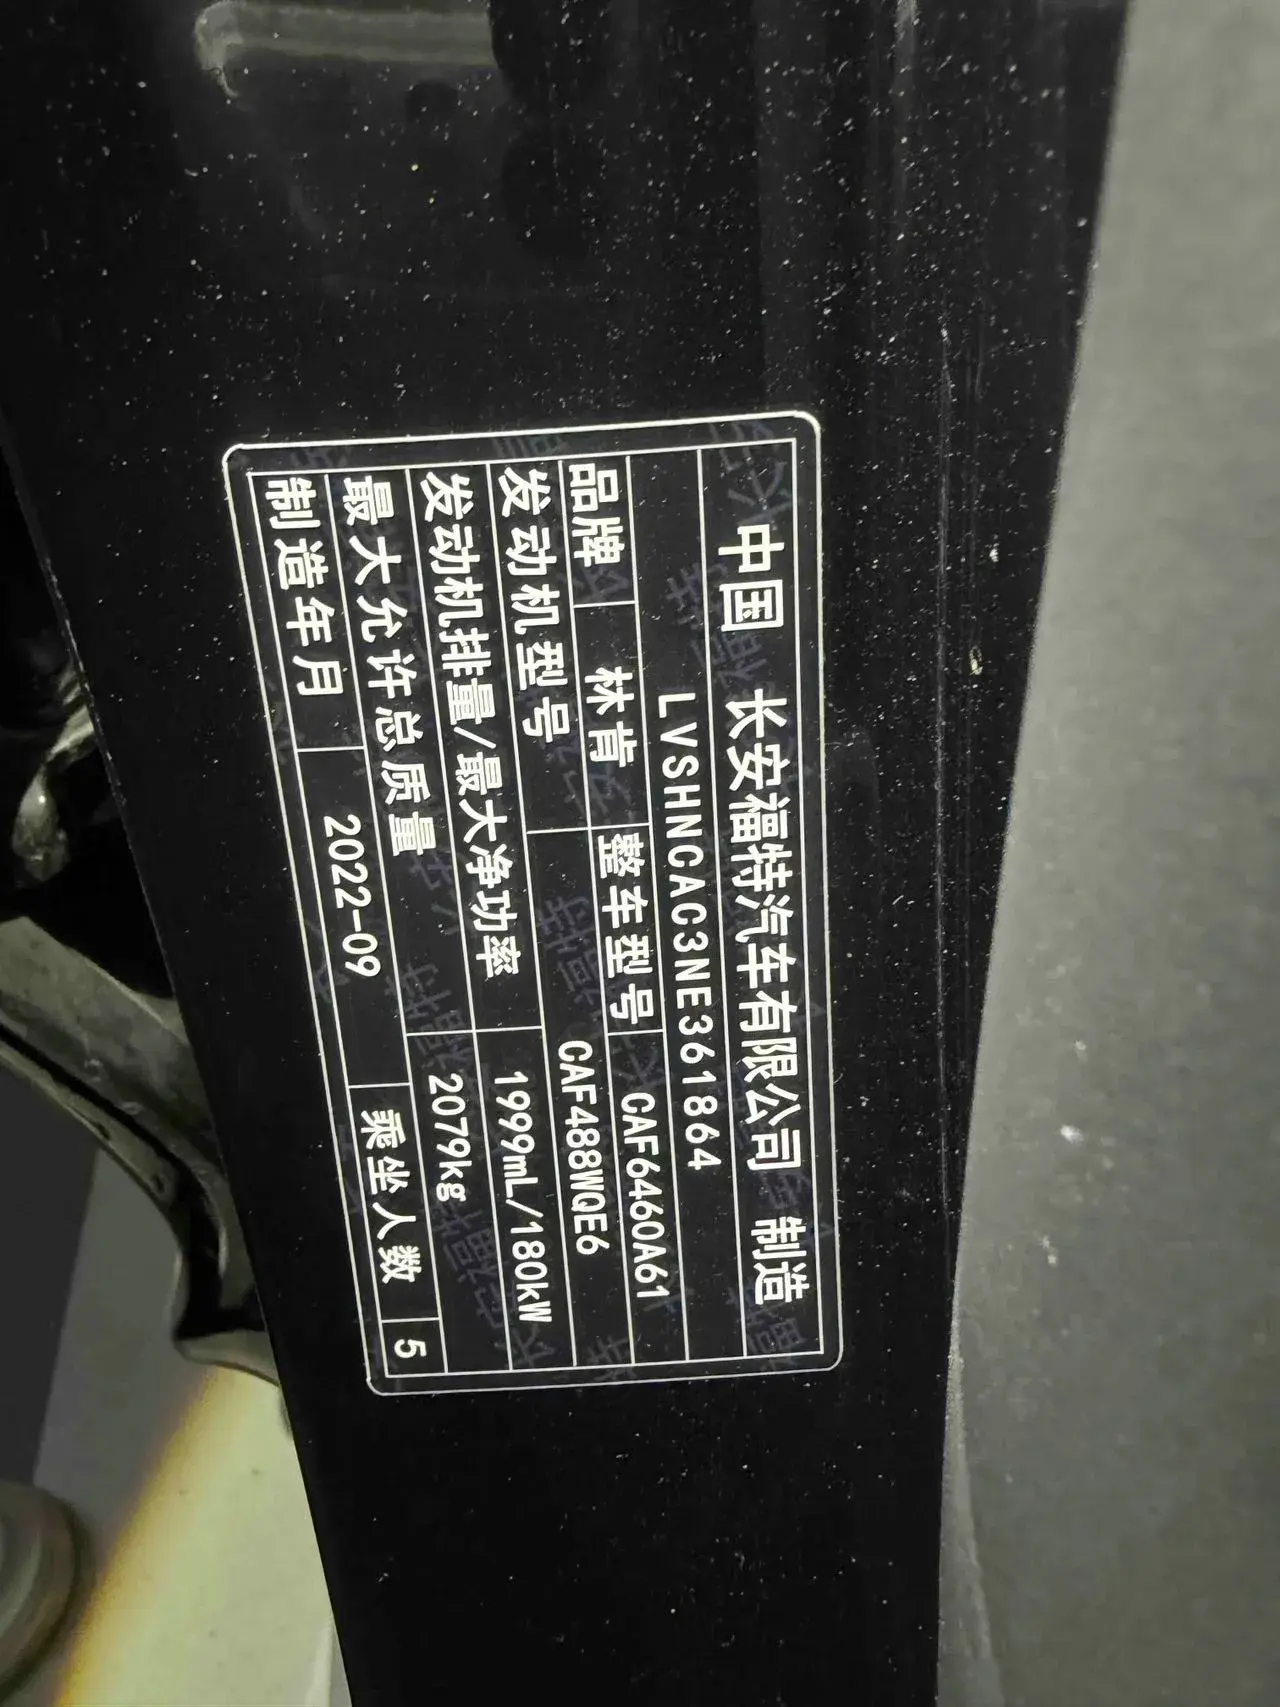 中国 长安福特汽车有限公司 制造
LVSHNCAC3NE361864
品牌 林肯 整车型号 CAF6460A61
发动机型号 CAF488WQE6
发动机排量/最大净功率 1999mL/180kW
最大允许总质量 2079kg
制造年月 2022-09 乘坐人数 5